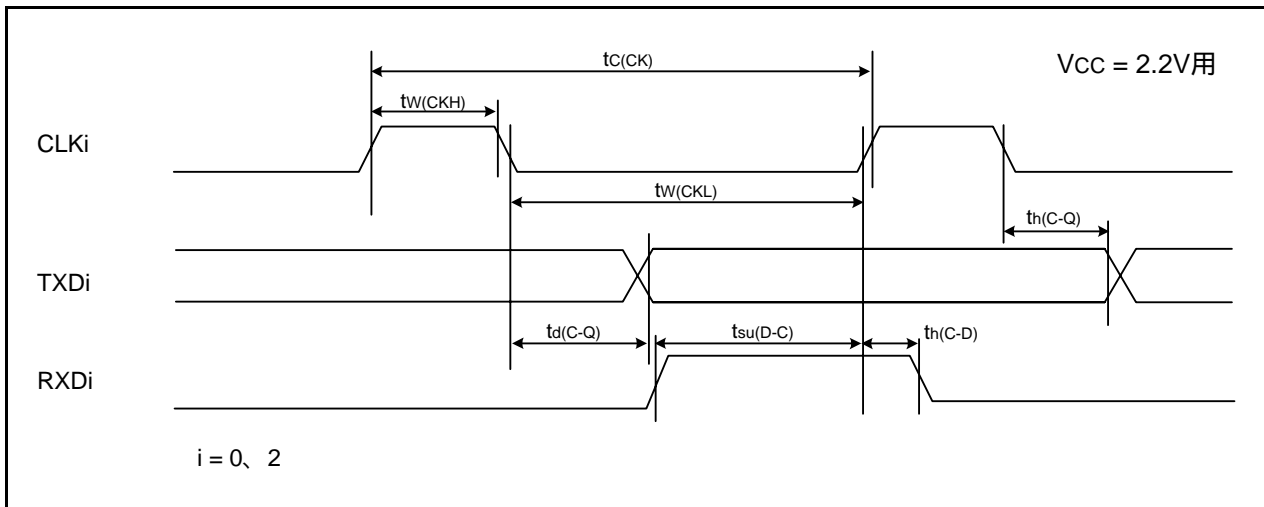 tC(CK)
VCC = 2.2V用
tW(CKH)
CLKi
tW(CKL)
th(C-Q)
TXDi
td(C-Q)
tsu(D-C)
th(C-D)
RXDi
i = 0、2